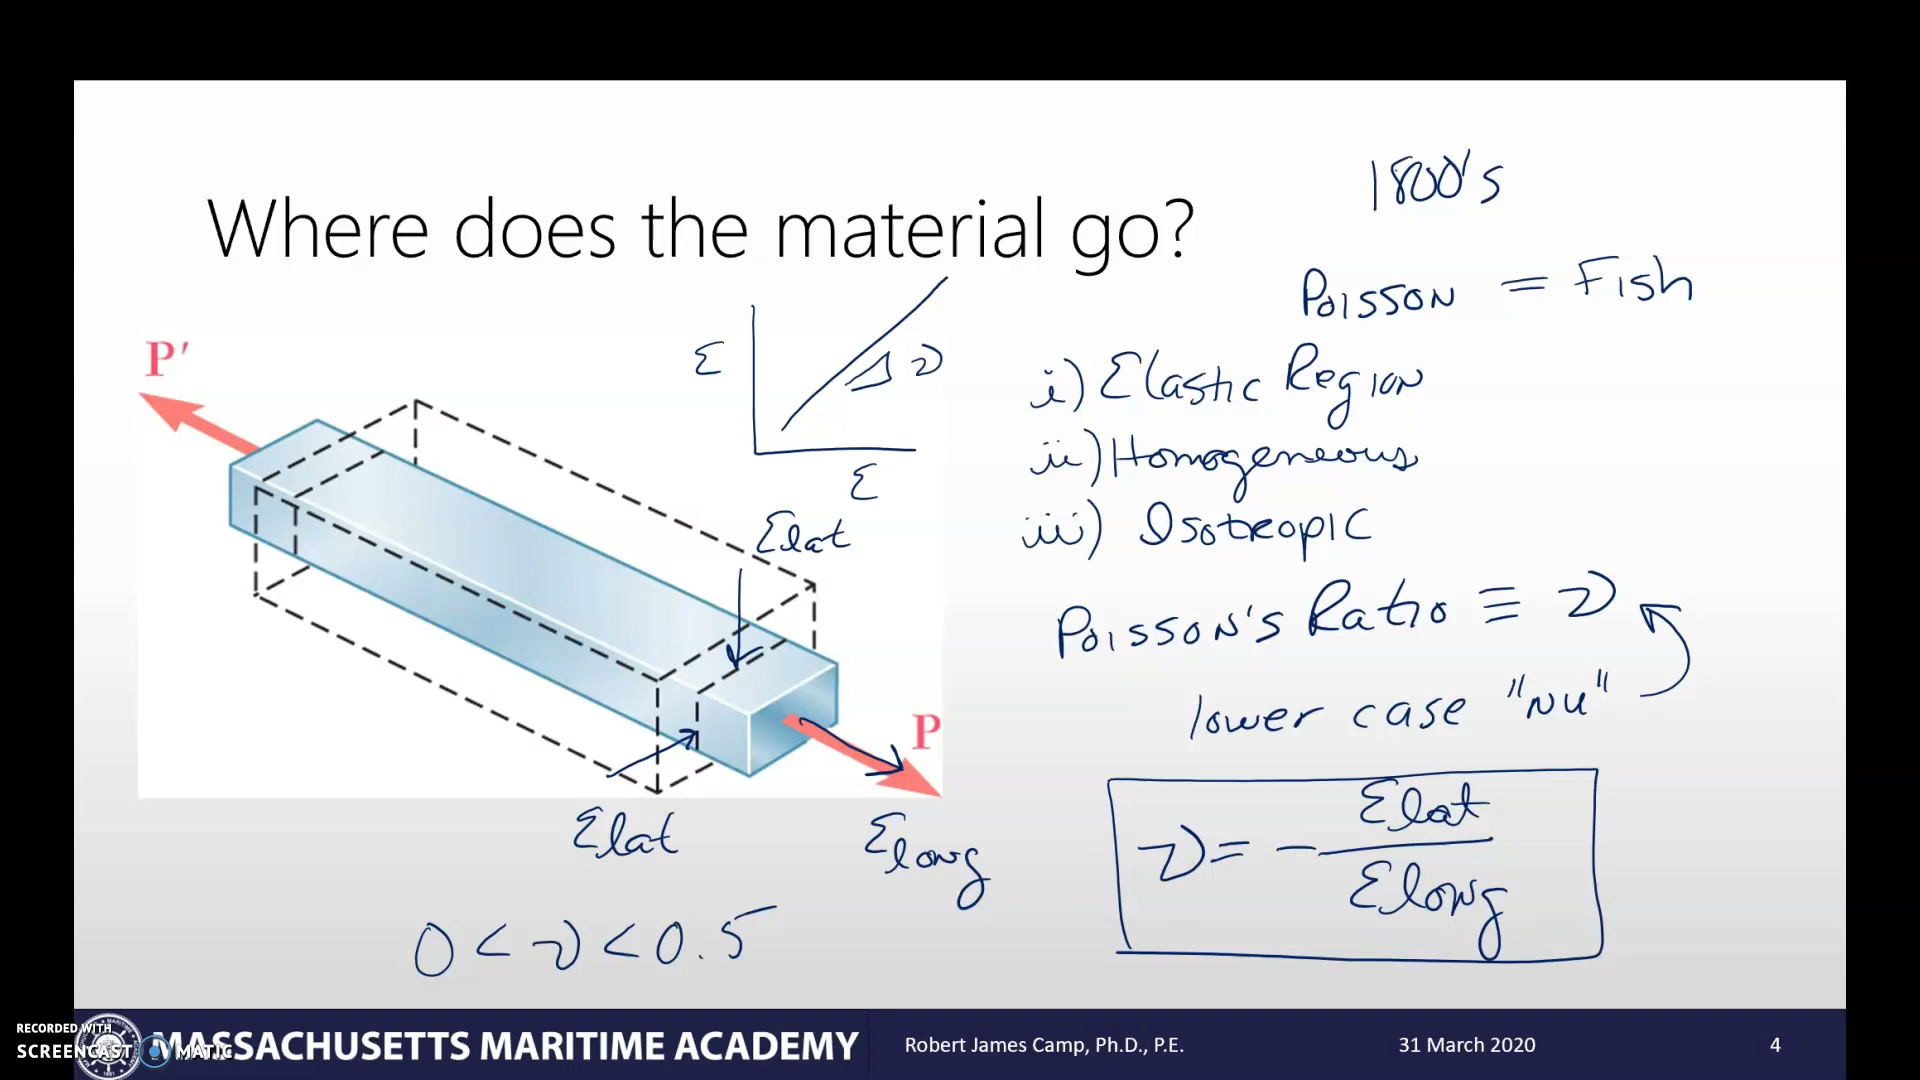 Where does the material go?
1800's
Poisson = Fish
P′
ε
ν
ε
i) Elastic Region
ii) Homogeneous
iii) Isotropic
εlat
Poisson's Ratio ≡ ν
lower case "nu"
P
εlat
εlong
ν = - εlat
εlong
0 < ν < 0.5
RECORDED WITH
SCREENCAST MATIC
MASSACHUSETTS MARITIME ACADEMY
Robert James Camp, Ph.D., P.E.
31 March 2020
4